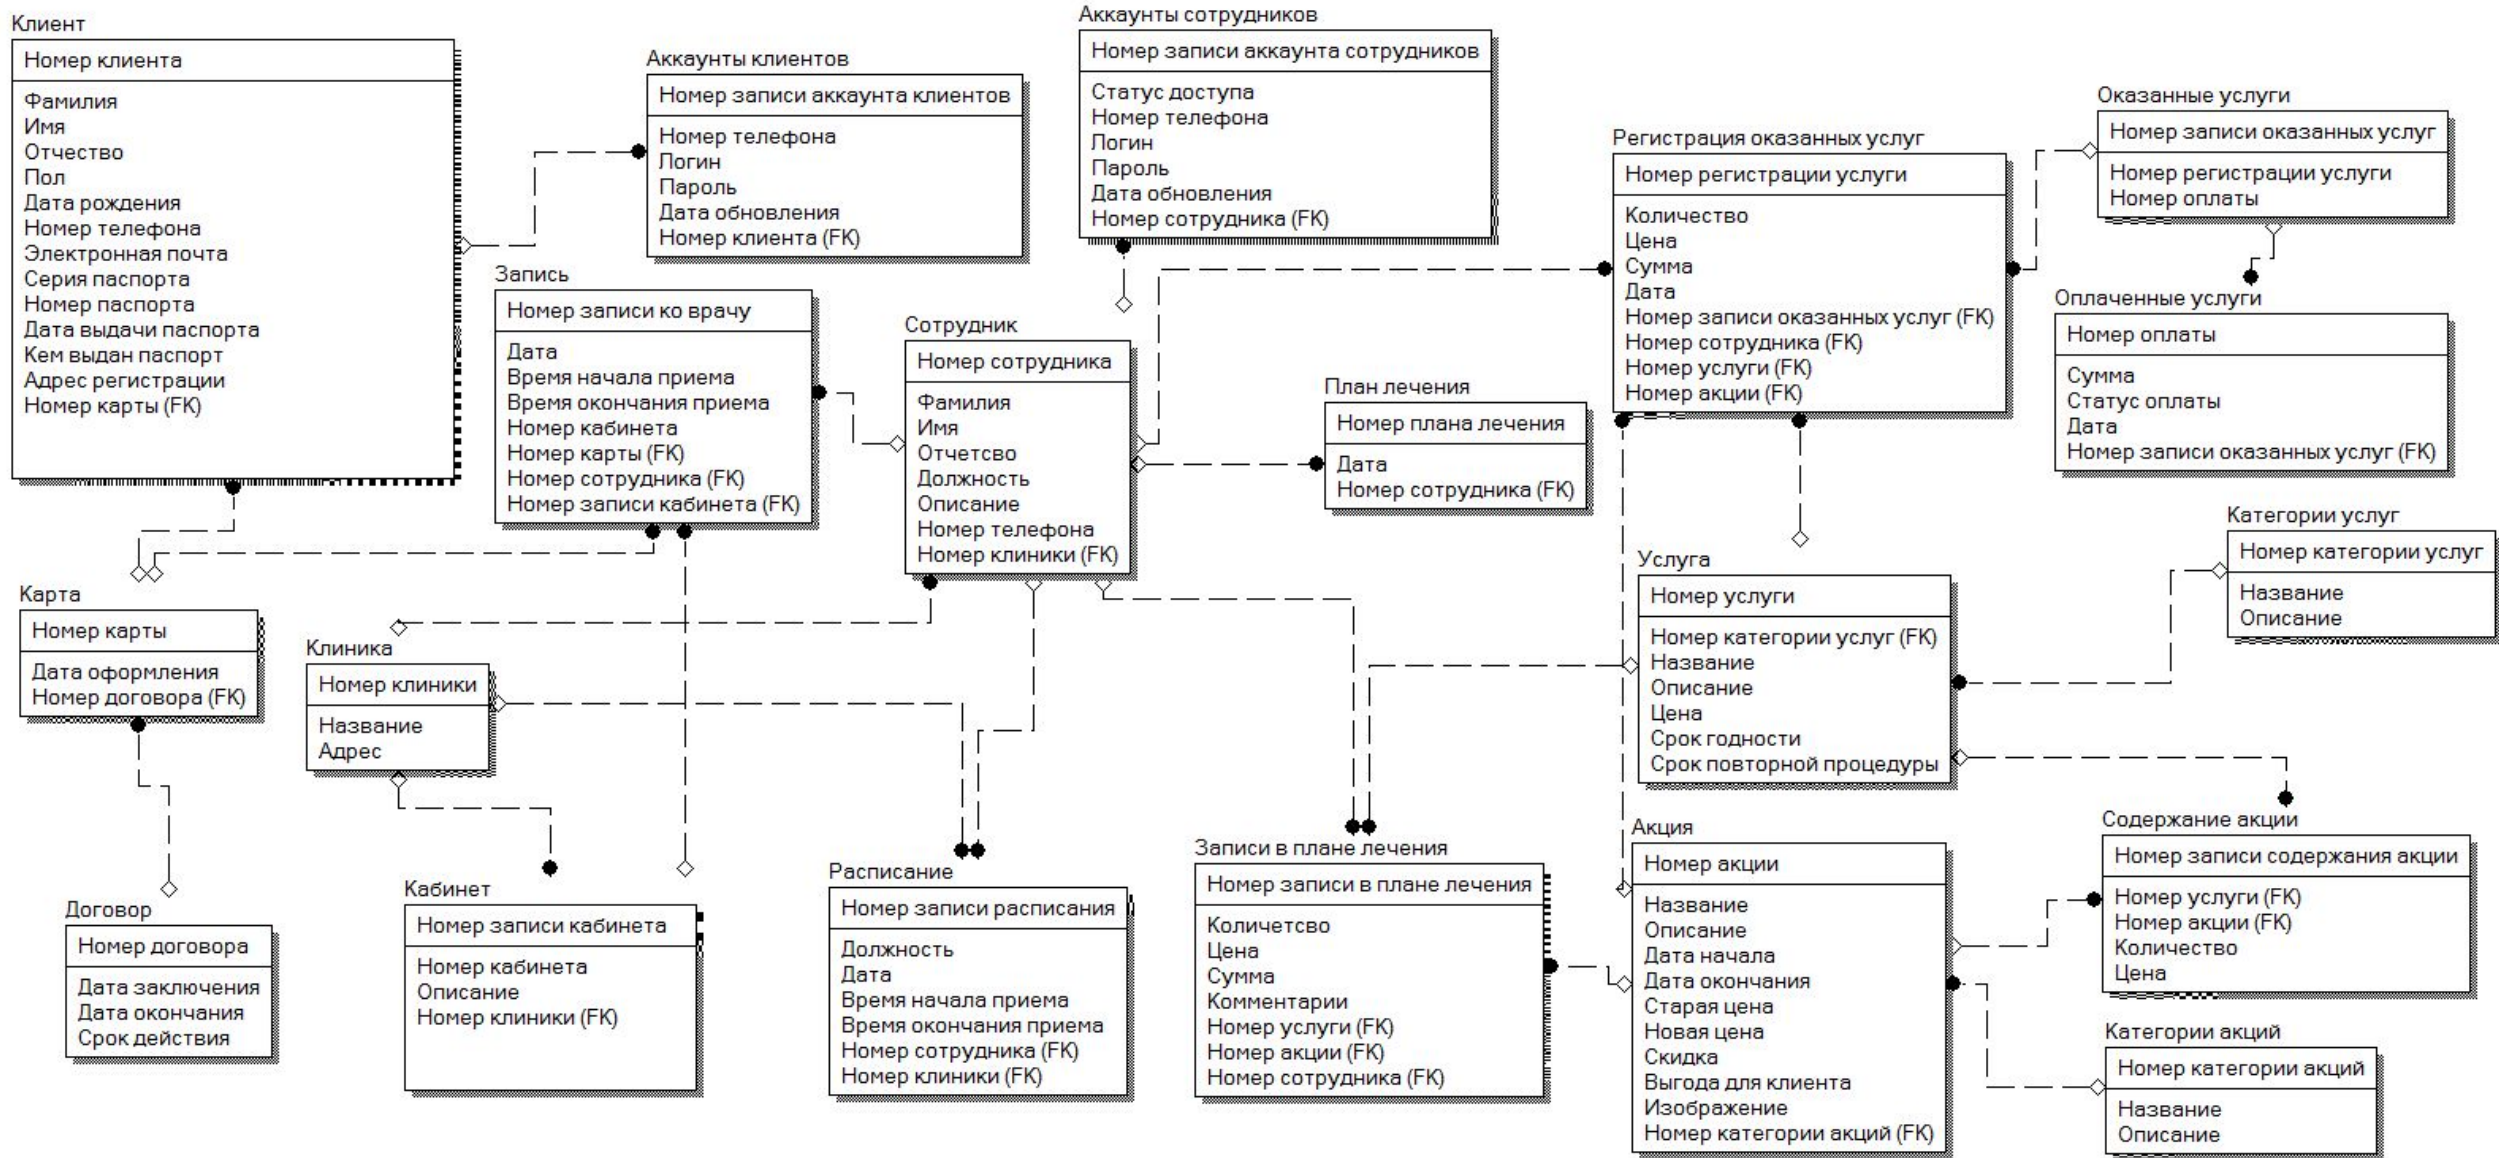 Клиент
Номер клиента
Фамилия
Имя
Отчество
Пол
Дата рождения
Номер телефона
Электронная почта
Серия паспорта
Номер паспорта
Дата выдачи паспорта
Кем выдан паспорт
Адрес регистрации
Номер карты (FK)
Аккаунты клиентов
Номер записи аккаунта клиентов
Номер телефона
Логин
Пароль
Дата обновления
Номер клиента (FK)
Аккаунты сотрудников
Номер записи аккаунта сотрудников
Статус доступа
Номер телефона
Логин
Пароль
Дата обновления
Номер сотрудника (FK)
Регистрация оказанных услуг
Номер регистрации услуги
Количество
Цена
Сумма
Дата
Номер записи оказанных услуг (FK)
Номер сотрудника (FK)
Номер услуги (FK)
Номер акции (FK)
Оказанные услуги
Номер записи оказанных услуг
Номер регистрации услуги
Номер оплаты
Оплаченные услуги
Номер оплаты
Сумма
Статус оплаты
Дата
Номер записи оказанных услуг (FK)
Запись
Номер записи ко врачу
Дата
Время начала приема
Время окончания приема
Номер кабинета
Номер карты (FK)
Номер сотрудника (FK)
Номер записи кабинета (FK)
Сотрудник
Номер сотрудника
Фамилия
Имя
Отчетсво
Должность
Описание
Номер телефона
Номер клиники (FK)
План лечения
Номер плана лечения
Дата
Номер сотрудника (FK)
Категории услуг
Номер категории услуг
Название
Описание
Услуга
Номер услуги
Номер категории услуг (FK)
Название
Описание
Цена
Срок годности
Срок повторной процедуры
Карта
Номер карты
Дата оформления
Номер договора (FK)
Клиника
Номер клиники
Название
Адрес
Договор
Номер договора
Дата заключения
Дата окончания
Срок действия
Кабинет
Номер записи кабинета
Номер кабинета
Описание
Номер клиники (FK)
Расписание
Номер записи расписания
Должность
Дата
Время начала приема
Время окончания приема
Номер сотрудника (FK)
Номер клиники (FK)
Записи в плане лечения
Номер записи в плане лечения
Количетсво
Цена
Сумма
Комментарии
Номер услуги (FK)
Номер акции (FK)
Номер сотрудника (FK)
Акция
Номер акции
Название
Описание
Дата начала
Дата окончания
Старая цена
Новая цена
Скидка
Выгода для клиента
Изображение
Номер категории акций (FK)
Содержание акции
Номер записи содержания акции
Номер услуги (FK)
Номер акции (FK)
Количество
Цена
Категории акций
Номер категории акций
Название
Описание